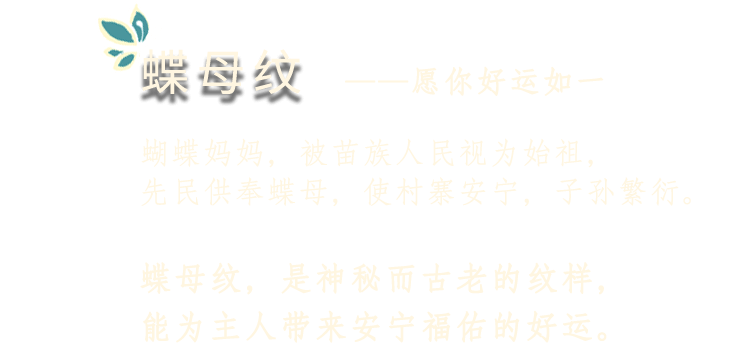 蝶母纹 ——愿你好运如一
蝴蝶妈妈，被苗族人民视为始祖，
先民供奉蝶母，使村寨安宁，子孙繁衍。
蝶母纹，是神秘而古老的纹样，
能为主人带来安宁福佑的好运。